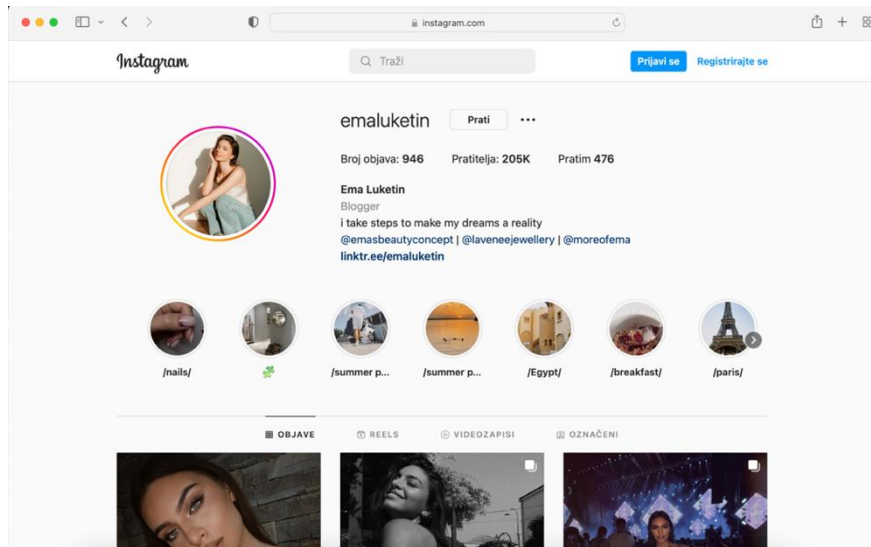 instagram.com
Instagram
Traži
Prijavi se Registrirajte se
emaluketin Prati
Broj objava: 946 Pratitelja: 205K Pratim 476
Ema Luketin
Blogger
i take steps to make my dreams a reality
@emasbeautyconcept | @laveneejewellery | @moreofema
linktr.ee/emaluketin
/nails/ /summer p... /summer p... /Egypt/ /breakfast/ /paris/
OBJAVE REELS VIDEOZAPISI OZNAČENI